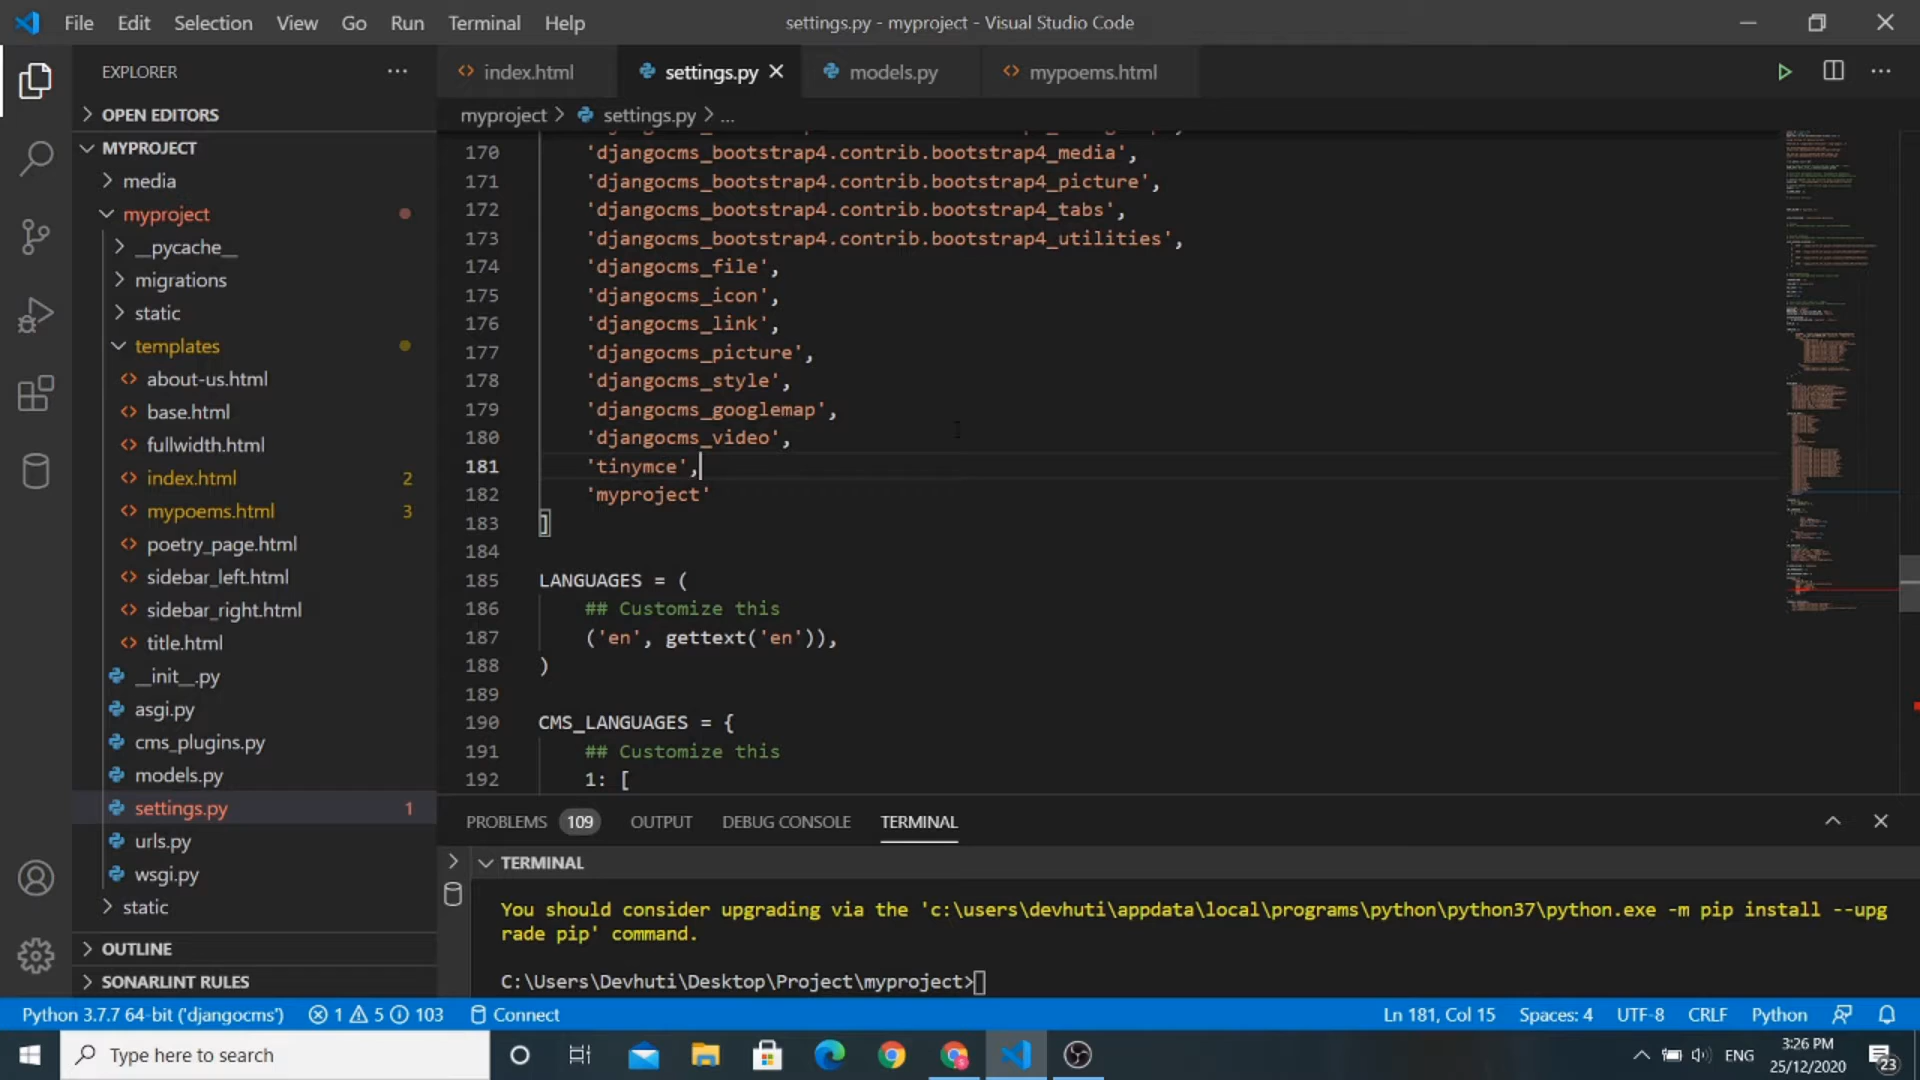 File Edit Selection View Go Run Terminal Help
settings.py - myproject - Visual Studio Code
EXPLORER
index.html
settings.py
models.py
mypoems.html
OPEN EDITORS
MYPROJECT
media
myproject
__pycache__
migrations
static
templates
about-us.html
base.html
fullwidth.html
index.html 2
mypoems.html 3
poetry_page.html
sidebar_left.html
sidebar_right.html
title.html
__init__.py
asgi.py
cms_plugins.py
models.py
settings.py 1
urls.py
wsgi.py
static
OUTLINE
SONARLINT RULES
myproject > settings.py > ...
170 'djangocms_bootstrap4.contrib.bootstrap4_media',
171 'djangocms_bootstrap4.contrib.bootstrap4_picture',
172 'djangocms_bootstrap4.contrib.bootstrap4_tabs',
173 'djangocms_bootstrap4.contrib.bootstrap4_utilities',
174 'djangocms_file',
175 'djangocms_icon',
176 'djangocms_link',
177 'djangocms_picture',
178 'djangocms_style',
179 'djangocms_googlemap',
180 'djangocms_video',
181 'tinymce',
182 'myproject'
183 ]
184
185 LANGUAGES = (
186 ## Customize this
187 ('en', gettext('en')),
188 )
189
190 CMS_LANGUAGES = {
191 ## Customize this
192 1: [
PROBLEMS 109 OUTPUT DEBUG CONSOLE TERMINAL
TERMINAL
You should consider upgrading via the 'c:\users\devhuti\appdata\local\programs\python\python37\python.exe -m pip install --upg
rade pip' command.
C:\Users\Devhuti\Desktop\Project\myproject>
Python 3.7.7 64-bit ('djangocms') 1 5 103 Connect
Ln 181, Col 15 Spaces: 4 UTF-8 CRLF Python
Type here to search
ENG
3:26 PM
25/12/2020
23